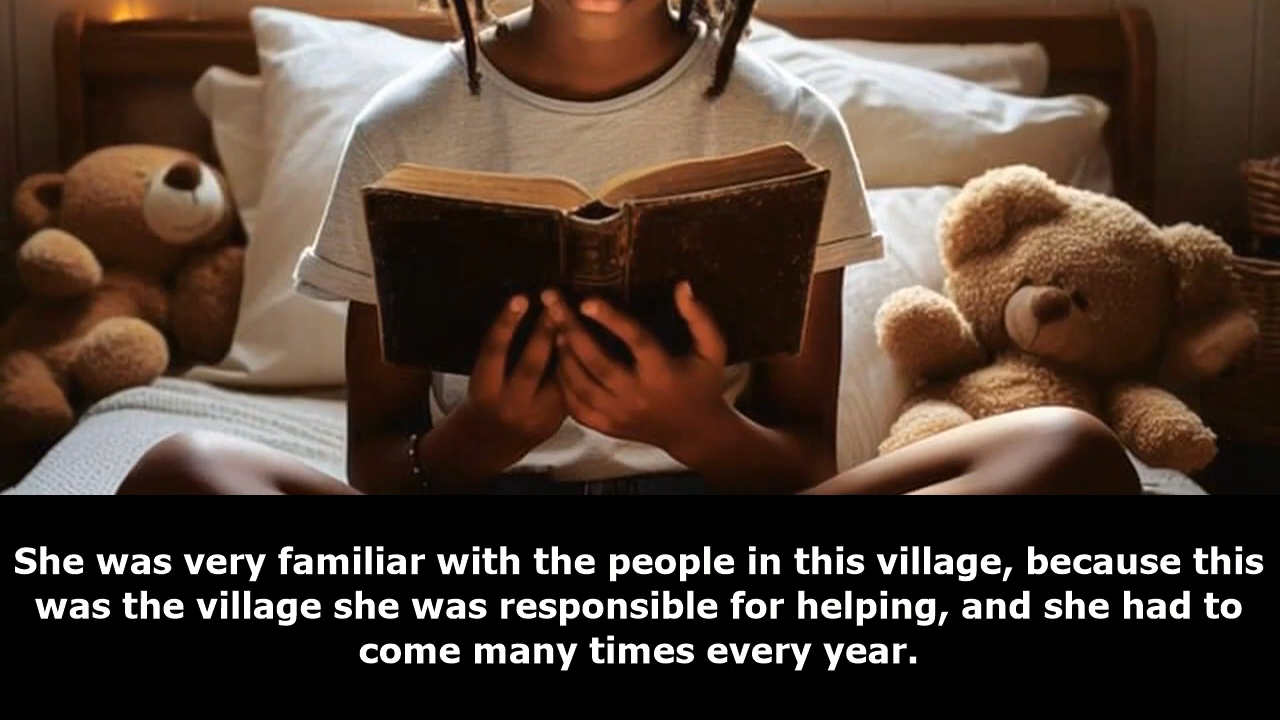 She was very familiar with the people in this village, because this
was the village she was responsible for helping, and she had to
come many times every year.